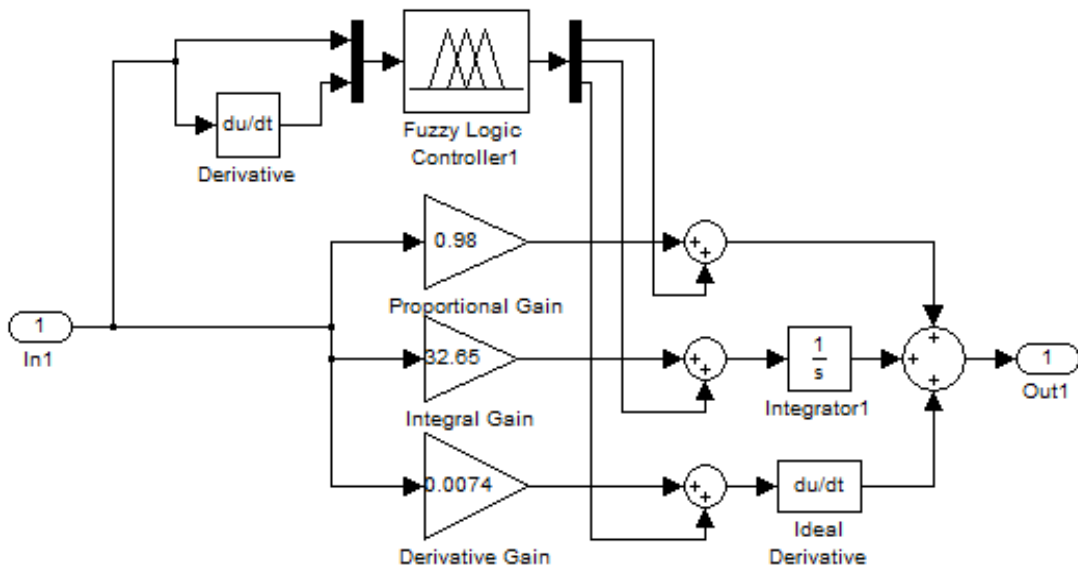 du/dt
Derivative
Fuzzy Logic
Controller1
0.98
Proportional Gain
1
In1
32.65
Integral Gain
1
s
Integrator1
1
Out1
0.0074
Derivative Gain
du/dt
Ideal
Derivative
+
+
+
+
+
+
+
+
+